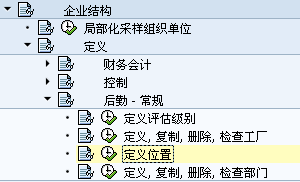 企业结构
局部化采样组织单位
定义
财务会计
控制
后勤 - 常规
定义评估级别
定义, 复制, 删除, 检查工厂
定义位置
定义, 复制, 删除, 检查部门